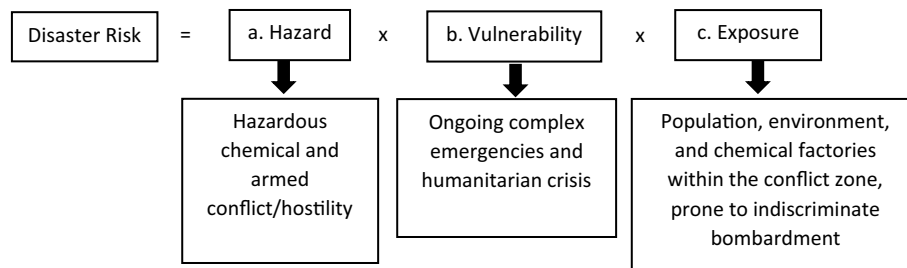 Disaster Risk = a. Hazard x b. Vulnerability x c. Exposure
Hazardous
chemical and
armed
conflict/hostility
Ongoing complex
emergencies and
humanitarian crisis
Population, environment,
and chemical factories
within the conflict zone,
prone to indiscriminate
bombardment